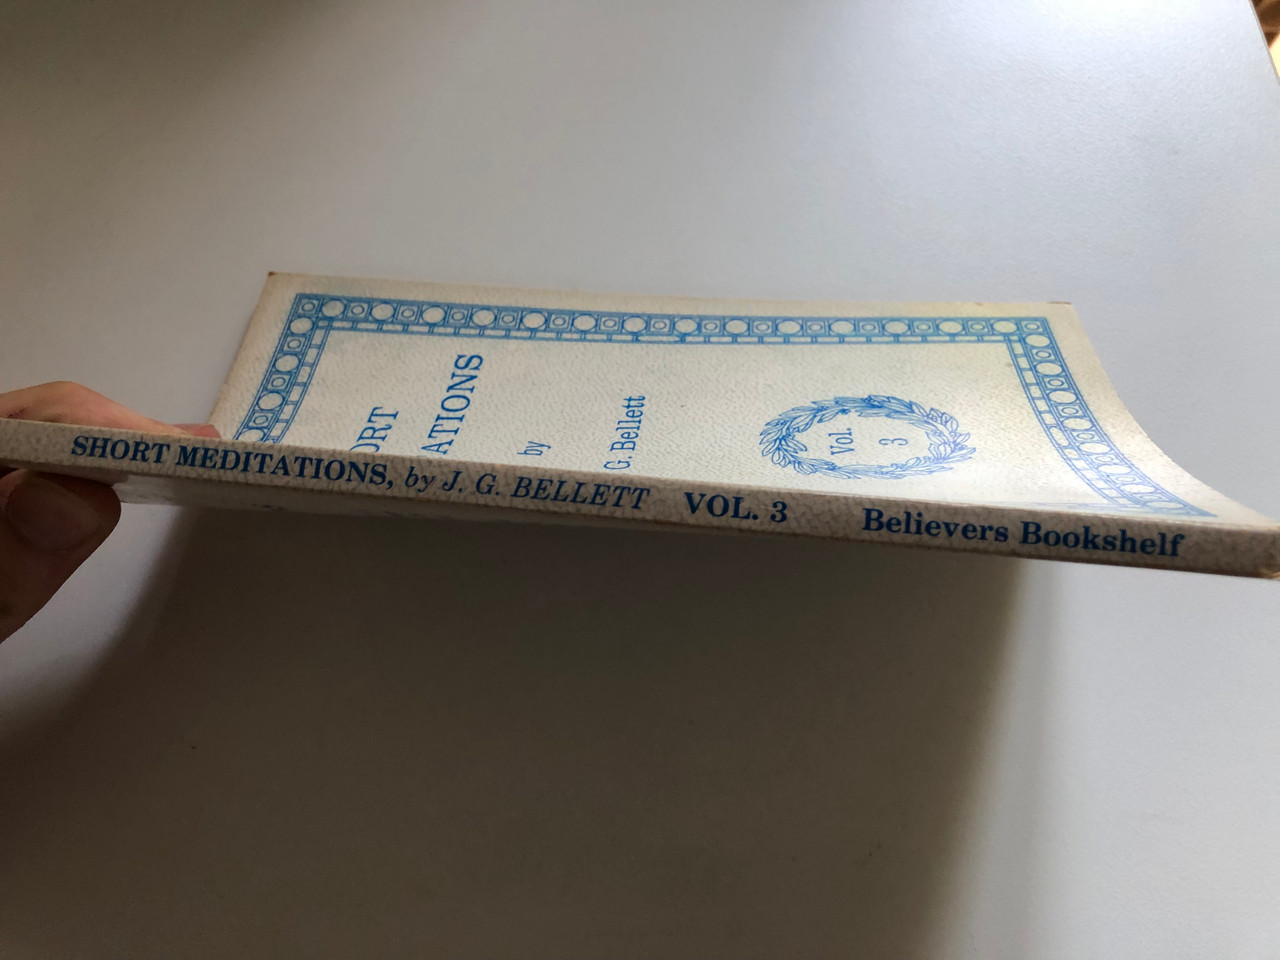 ORT
ATIONS
by
G. Bellett
Vol.
3
SHORT MEDITATIONS, by J. G. BELLETT VOL. 3 Believers Bookshelf